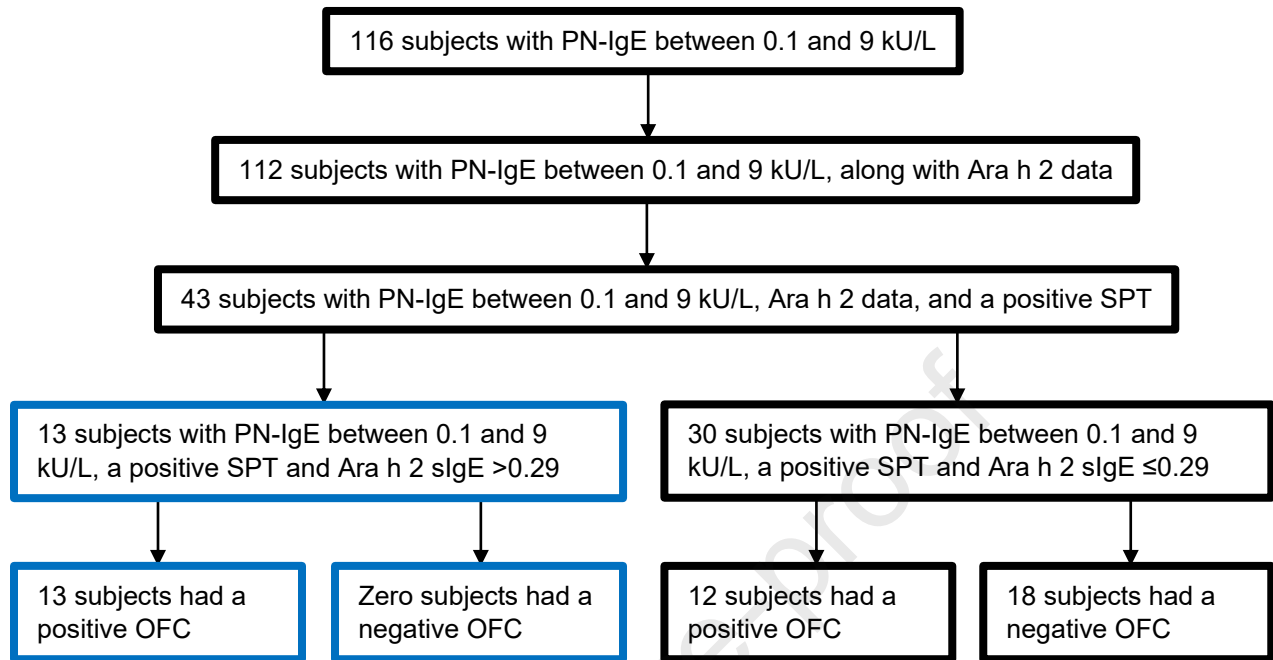 116 subjects with PN-IgE between 0.1 and 9 kU/L
112 subjects with PN-IgE between 0.1 and 9 kU/L, along with Ara h 2 data
43 subjects with PN-IgE between 0.1 and 9 kU/L, Ara h 2 data, and a positive SPT
13 subjects with PN-IgE between 0.1 and 9
kU/L, a positive SPT and Ara h 2 sIgE >0.29
30 subjects with PN-IgE between 0.1 and 9
kU/L, a positive SPT and Ara h 2 sIgE ≤0.29
13 subjects had a
positive OFC
Zero subjects had a
negative OFC
12 subjects had a
positive OFC
18 subjects had a
negative OFC
e-proof